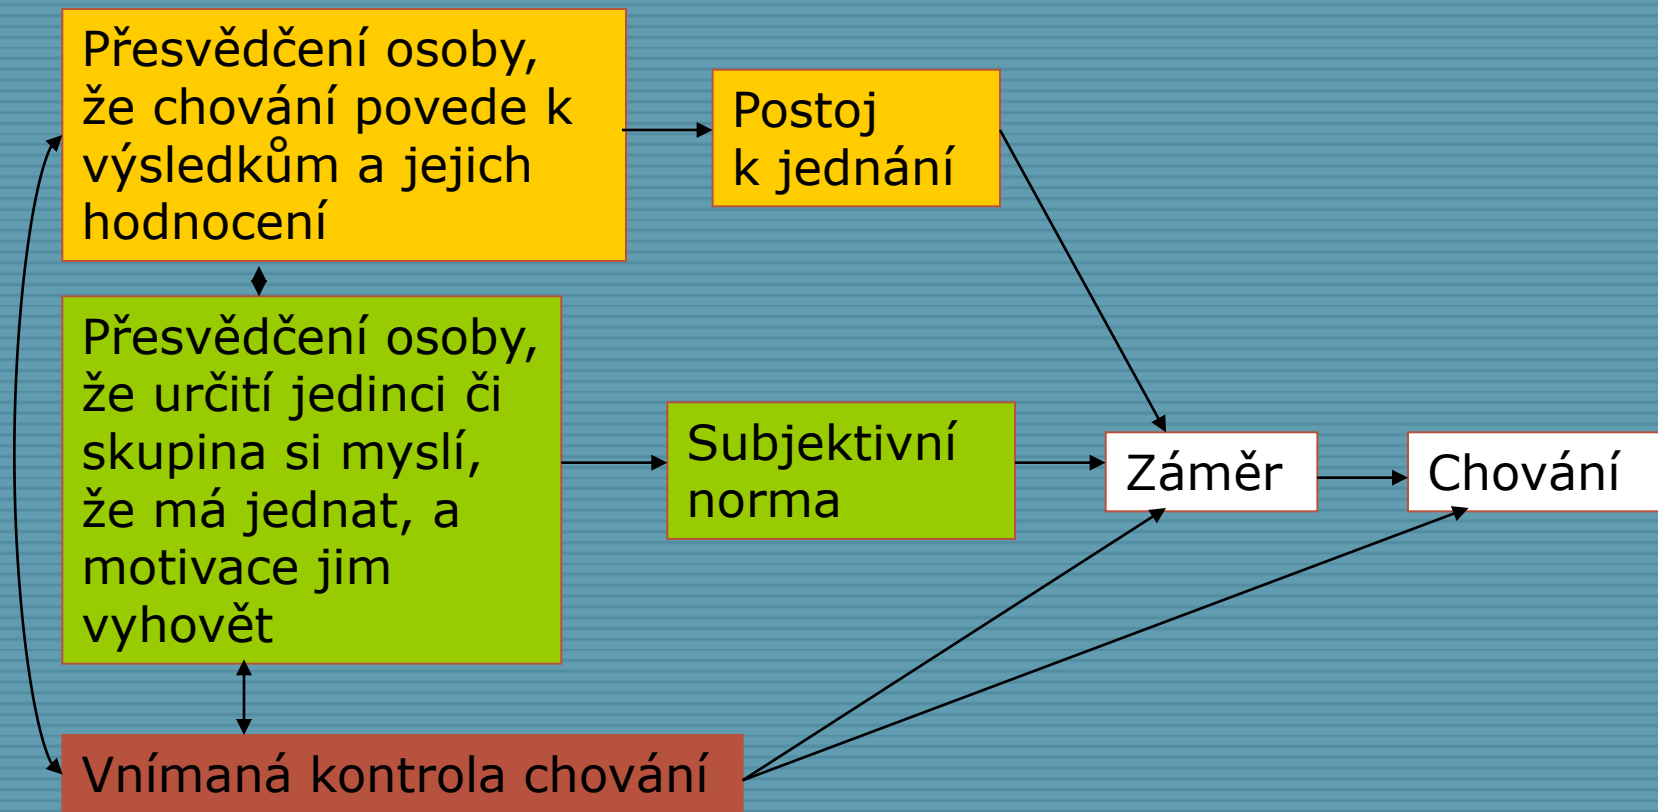 Přesvědčení osoby,
že chování povede k
výsledkům a jejich
hodnocení
Postoj
k jednání
Přesvědčení osoby,
že určití jedinci či
skupina si myslí,
že má jednat, a
motivace jim
vyhovět
Subjektivní
norma
Záměr
Chování
Vnímaná kontrola chování